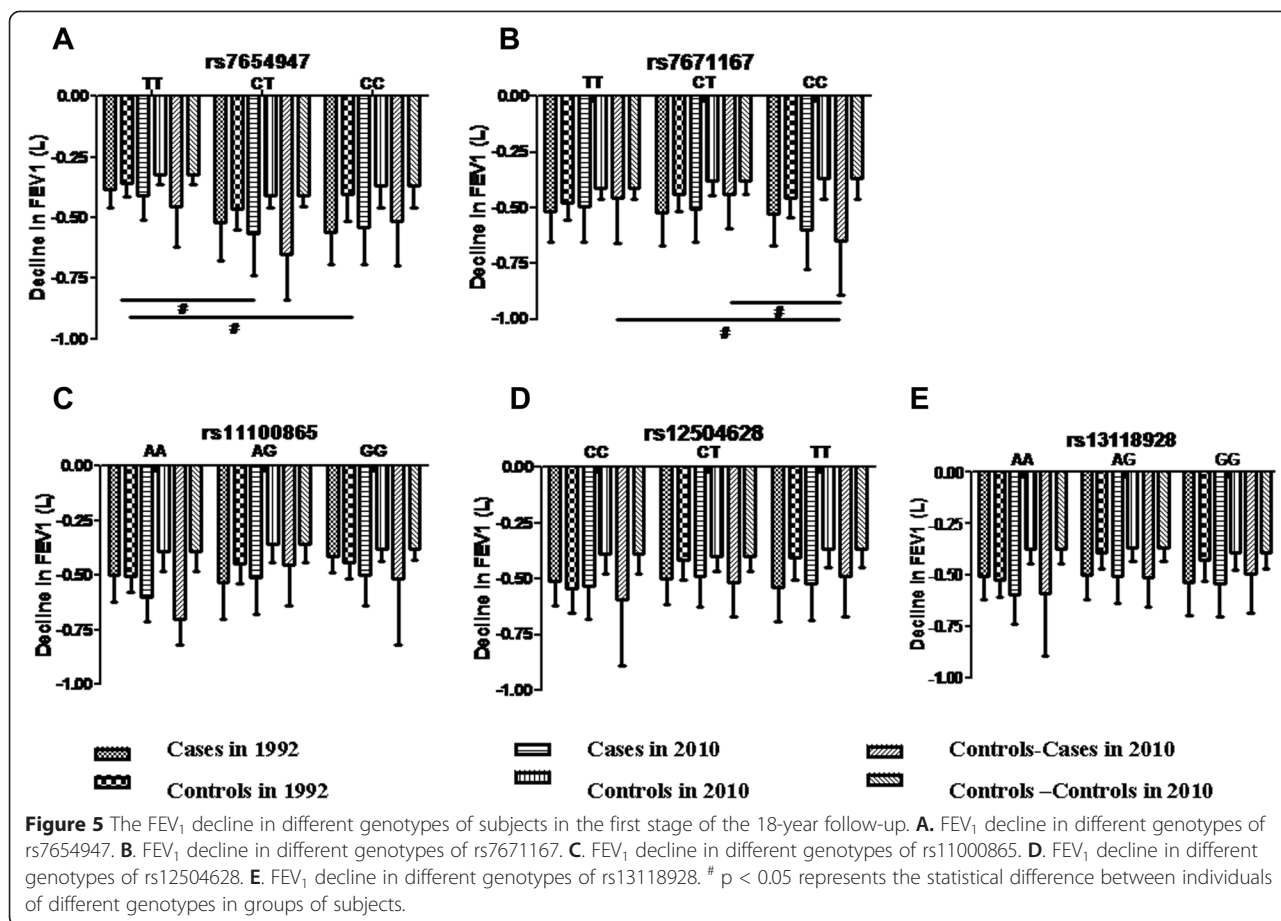 A
rs7654947
TT CT CC
0.00
-0.25
-0.50
-0.75
-1.00
Decline in FEV1 (L)
#
#
B
rs7671167
TT CT CC
0.00
-0.25
-0.50
-0.75
-1.00
Decline in FEV1 (L)
#
#
C
rs11100865
AA AG GG
0.00
-0.25
-0.50
-0.75
-1.00
Decline in FEV1 (L)
D
rs12504628
CC CT TT
0.00
-0.25
-0.50
-0.75
-1.00
Decline in FEV1 (L)
E
rs13118928
AA AG GG
0.00
-0.25
-0.50
-0.75
-1.00
Decline in FEV1 (L)
Cases in 1992
Controls in 1992
Cases in 2010
Controls in 2010
Controls-Cases in 2010
Controls –Controls in 2010
Figure 5 The FEV₁ decline in different genotypes of subjects in the first stage of the 18-year follow-up. A. FEV₁ decline in different genotypes of
rs7654947. B. FEV₁ decline in different genotypes of rs7671167. C. FEV₁ decline in different genotypes of rs11000865. D. FEV₁ decline in different
genotypes of rs12504628. E. FEV₁ decline in different genotypes of rs13118928. # p < 0.05 represents the statistical difference between individuals
of different genotypes in groups of subjects.